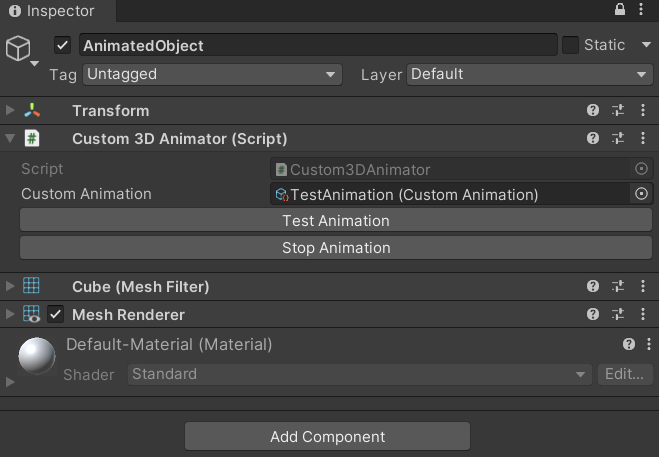 Inspector
AnimatedObject
Static
Tag Untagged Layer Default
Transform
Custom 3D Animator (Script)
Script Custom3DAnimator
Custom Animation TestAnimation (Custom Animation)
Test Animation
Stop Animation
Cube (Mesh Filter)
Mesh Renderer
Default-Material (Material)
Shader Standard Edit...
Add Component